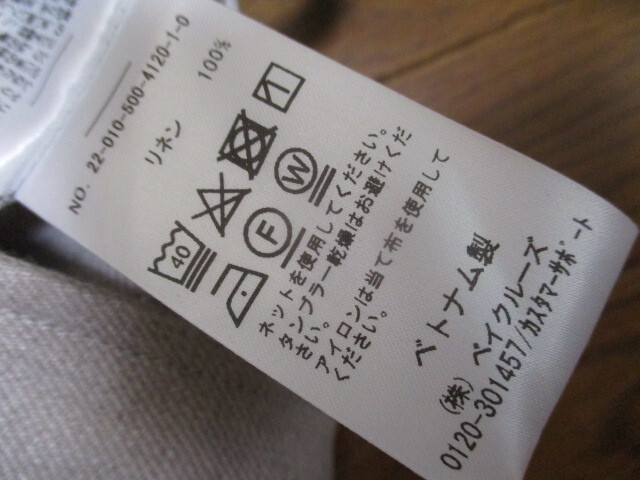 NO. 22-010-500-4120-1-0
リネン 100%
40
F W
ネットを使用してください。
タンブラー乾燥はお避けくだ
さい。
アイロンは当て布を使用して
ください。
ベトナム製
（株） ベイクルーズ
0120-301457/カスタマーサポート